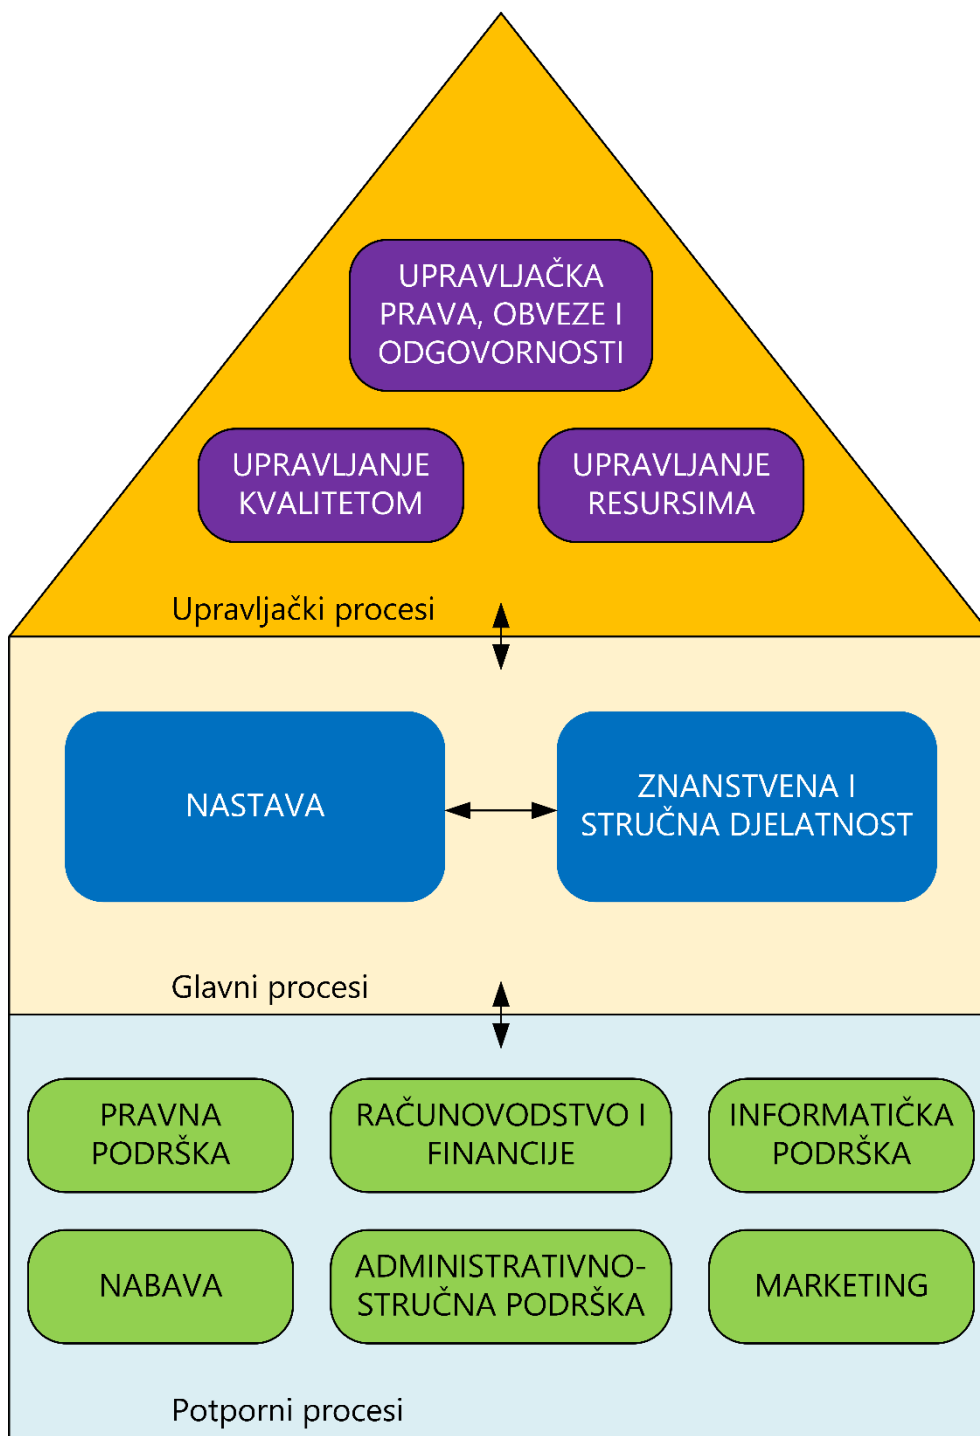 UPRAVLJAČKA
PRAVA, OBVEZE I
ODGOVORNOSTI
UPRAVLJANJE
KVALITETOM
UPRAVLJANJE
RESURSIMA
Upravljački procesi
NASTAVA
ZNANSTVENA I
STRUČNA DJELATNOST
Glavni procesi
PRAVNA
PODRŠKA
RAČUNOVODSTVO I
FINANCIJE
INFORMATIČKA
PODRŠKA
NABAVA
ADMINISTRATIVNO-
STRUČNA PODRŠKA
MARKETING
Potporni procesi